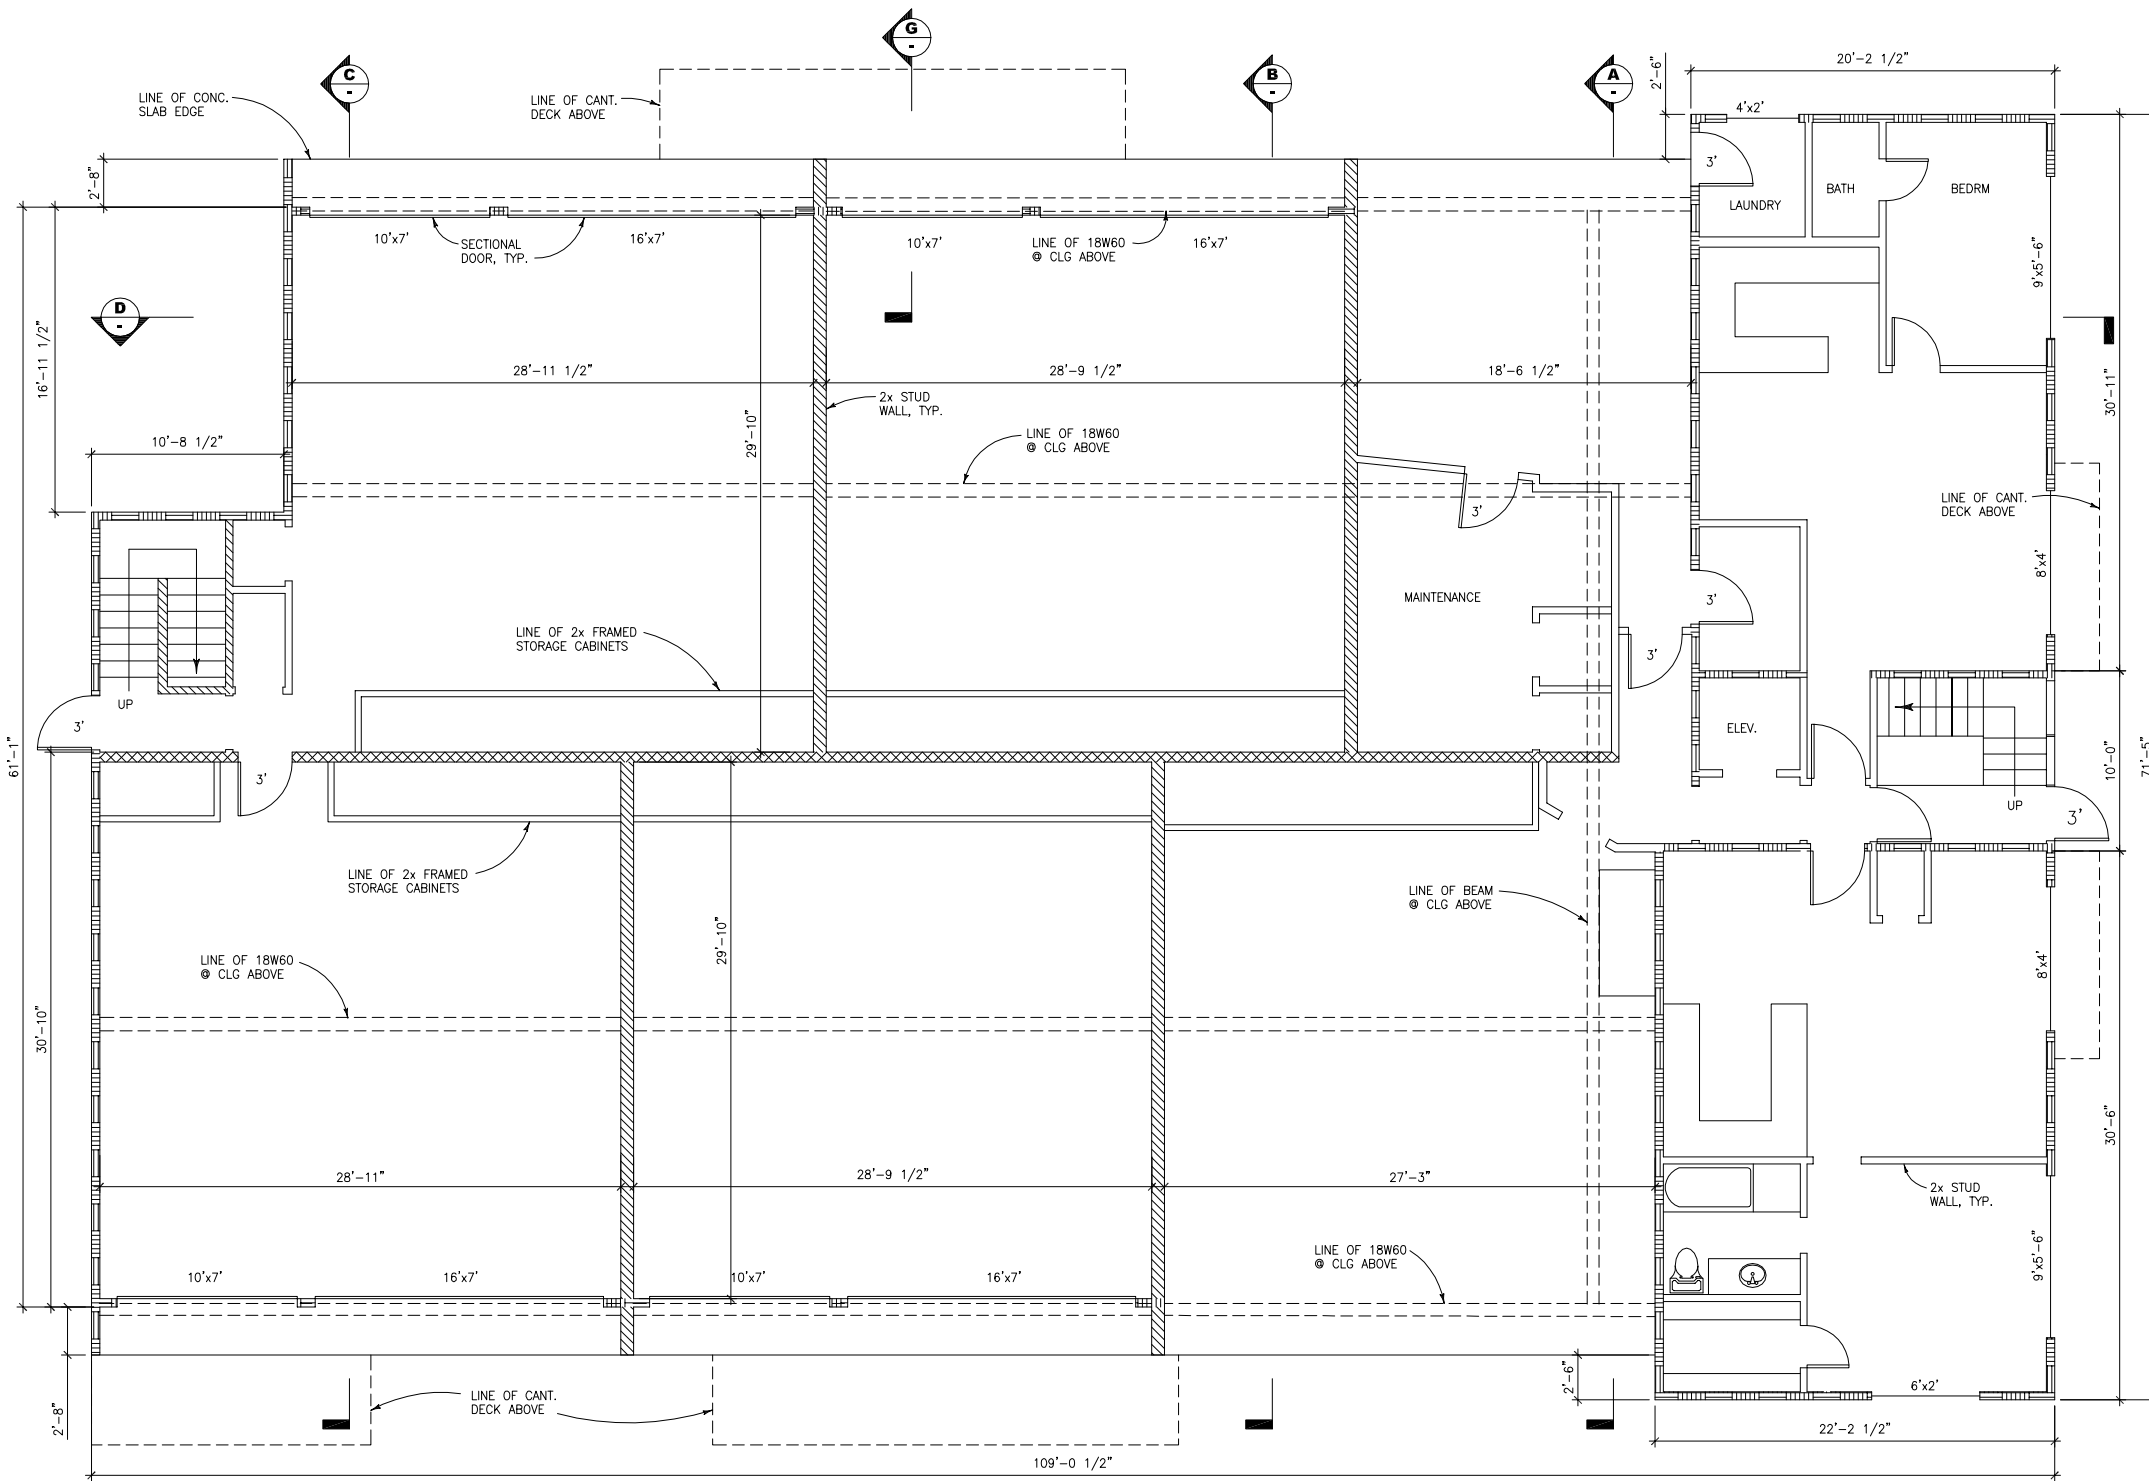 G
-
C
-
B
-
A
-
20'-2 1/2"
2'-6"
LINE OF CONC.
SLAB EDGE
LINE OF CANT.
DECK ABOVE
4'x2'
2'-8"
3'
LAUNDRY
BATH
BEDRM
10'x7'
SECTIONAL
DOOR, TYP.
16'x7'
10'x7'
LINE OF 18W60
@ CLG ABOVE
16'x7'
9'x5'-6"
D
-
16'-11 1/2"
28'-11 1/2"
28'-9 1/2"
18'-6 1/2"
30'-11"
2x STUD
WALL, TYP.
29'-10"
10'-8 1/2"
LINE OF 18W60
@ CLG ABOVE
LINE OF CANT.
DECK ABOVE
3'
8'x4'
MAINTENANCE
3'
LINE OF 2x FRAMED
STORAGE CABINETS
3'
UP
3'
ELEV.
61'-1"
10'-0"
71'-5"
3'
UP
3'
LINE OF 2x FRAMED
STORAGE CABINETS
LINE OF BEAM
@ CLG ABOVE
29'-10"
LINE OF 18W60
@ CLG ABOVE
8'x4'
30'-10"
30'-6"
28'-11"
28'-9 1/2"
27'-3"
2x STUD
WALL, TYP.
LINE OF 18W60
@ CLG ABOVE
9'x5'-6"
10'x7'
16'x7'
10'x7'
16'x7'
2'-6"
6'x2'
LINE OF CANT.
DECK ABOVE
2'-8"
22'-2 1/2"
109'-0 1/2"